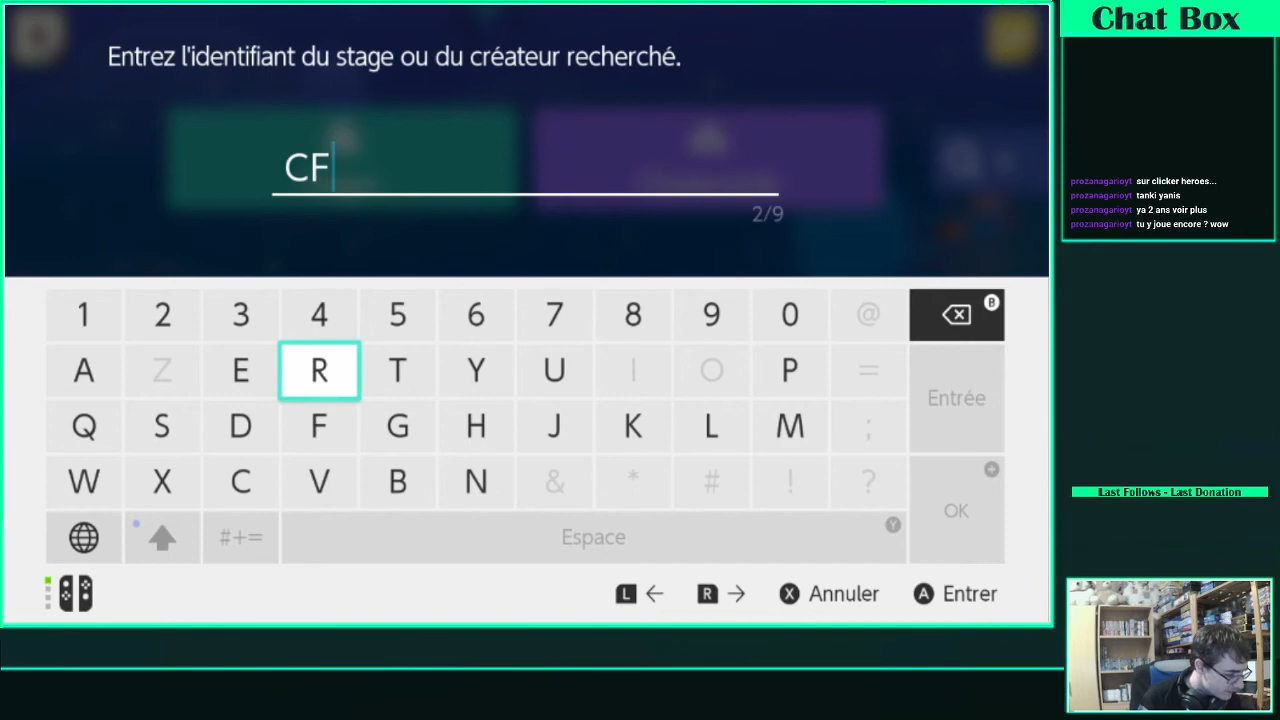 Entrez l'identifiant du stage ou du créateur recherché.
CF
2/9
1 2 3 4 5 6 7 8 9 0 @ B
A Z E R T Y U I O P = Entrée
Q S D F G H J K L M ;
W X C V B N & * # ! ? + OK
#+= Espace Y
L ← R → X Annuler A Entrer
Chat Box
prozanagarioyt sur clicker heroes...
prozanagarioyt tanki yanis
prozanagarioyt ya 2 ans voir plus
prozanagarioyt tu y joue encore ? wow
Last Follows - Last Donation